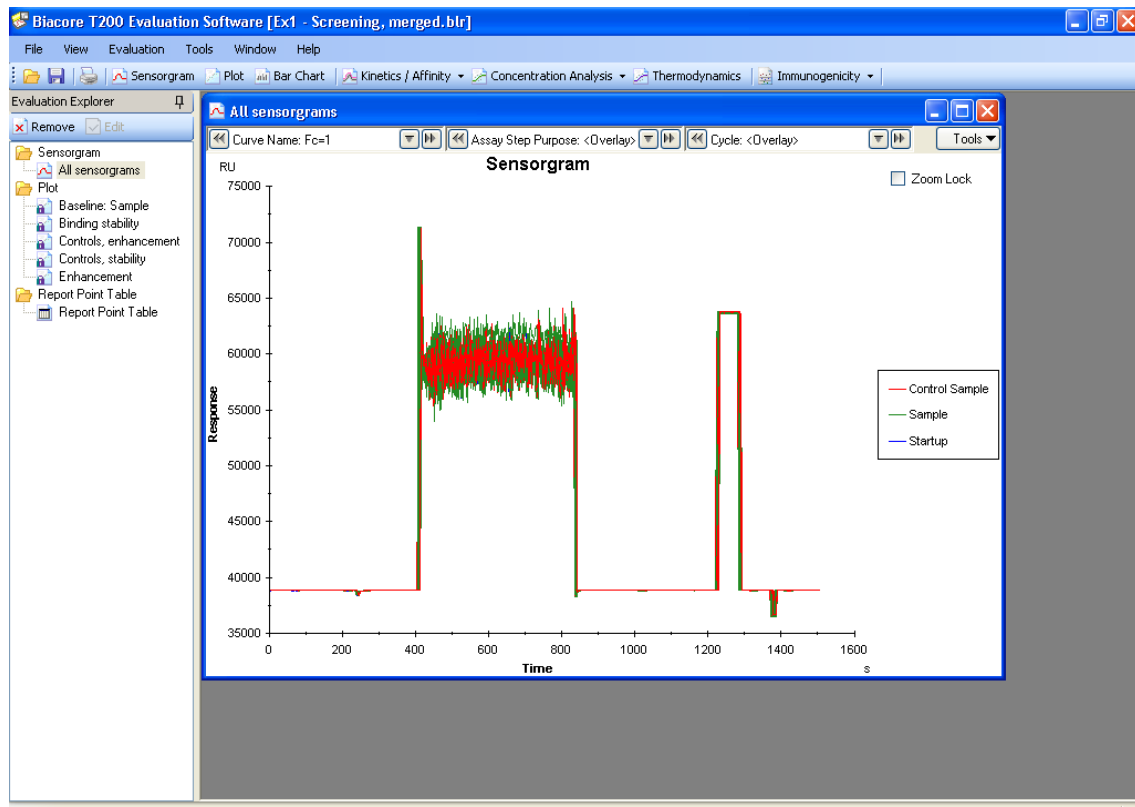 Biacore T200 Evaluation Software [Ex1 - Screening, merged.blr]
File View Evaluation Tools Window Help
Sensorgram Plot Bar Chart Kinetics / Affinity Concentration Analysis Thermodynamics Immunogenicity
Evaluation Explorer
Remove Edit
Sensorgram
All sensorgrams
Plot
Baseline: Sample
Binding stability
Controls, enhancement
Controls, stability
Enhancement
Report Point Table
Report Point Table
All sensorgrams
Curve Name: Fc=1 Assay Step Purpose: <Overlay> Cycle: <Overlay> Tools
Sensorgram
RU
Zoom Lock
75000
70000
65000
60000
55000
50000
45000
40000
35000
Response
Control Sample
Sample
Startup
0 200 400 600 800 1000 1200 1400 1600
Time
s